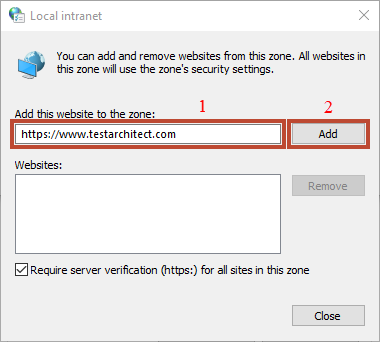 Local intranet
You can add and remove websites from this zone. All websites in
this zone will use the zone's security settings.
1
2
Add this website to the zone:
https://www.testarchitect.com
Add
Websites:
Remove
Require server verification (https:) for all sites in this zone
Close